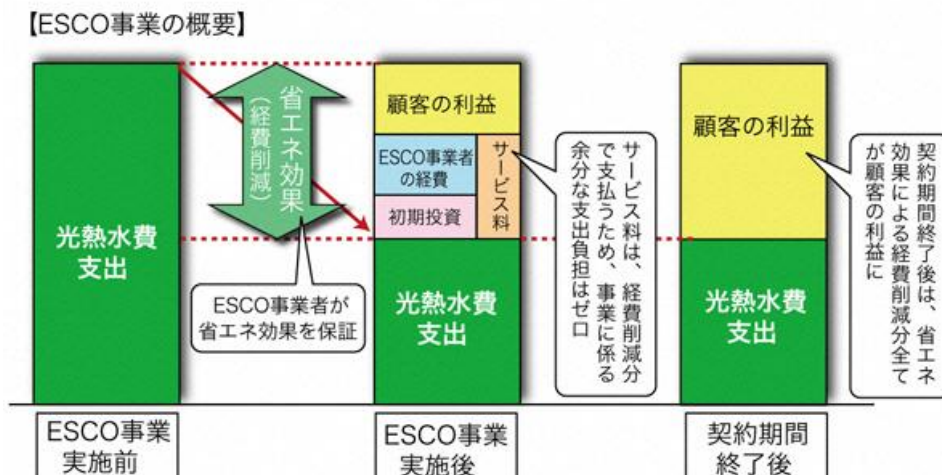 【ESCO事業の概要】
光熱水費
支出
省エネ効果
(経費削減)
ESCO事業者が
省エネ効果を保証
顧客の利益
ESCO事業者
の経費
初期投資
サービス料
光熱水費
支出
サービス料は、経費削減分
で支払うため、事業に係る
余分な支出負担はゼロ
顧客の利益
光熱水費
支出
契約期間終了後は、省エネ
効果による経費削減分全て
が顧客の利益に
ESCO事業
実施前
ESCO事業
実施後
契約期間
終了後